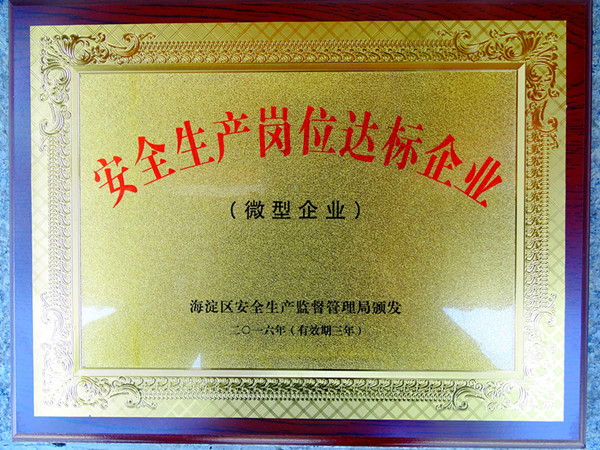 安全生产岗位达标企业
（微型企业）
海淀区安全生产监督管理局颁发
二〇一六年（有效期三年）